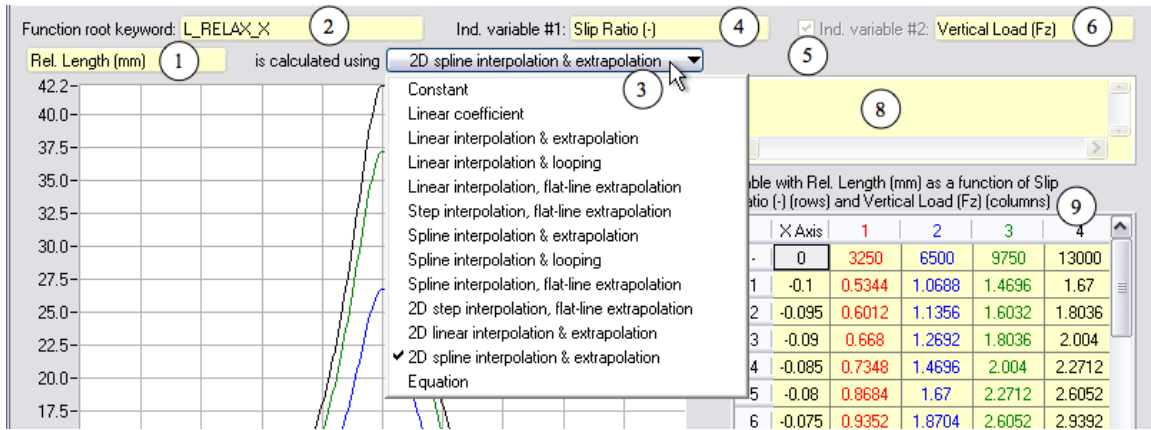 Function root keyword: L_RELAX_X 2 Ind. variable #1: Slip Ratio (-) 4 Ind. variable #2: Vertical Load (Fz) 6
Rel. Length (mm) 1 is calculated using 2D spline interpolation & extrapolation 5
3
8
Constant
Linear coefficient
Linear interpolation & extrapolation
Linear interpolation & looping
Linear interpolation, flat-line extrapolation
Step interpolation, flat-line extrapolation
Spline interpolation & extrapolation
Spline interpolation & looping
Spline interpolation, flat-line extrapolation
2D step interpolation, flat-line extrapolation
2D linear interpolation & extrapolation
2D spline interpolation & extrapolation
Equation
42.2
40.0
37.5
35.0
32.5
30.0
27.5
25.0
22.5
20.0
17.5
able with Rel. Length (mm) as a function of Slip
atio (-) (rows) and Vertical Load (Fz) (columns) 9
X Axis 1 2 3 4
- 0 3250 6500 9750 13000
1 -0.1 0.5344 1.0688 1.4696 1.67
2 -0.095 0.6012 1.1356 1.6032 1.8036
3 -0.09 0.668 1.2692 1.8036 2.004
4 -0.085 0.7348 1.4696 2.004 2.2712
5 -0.08 0.8684 1.67 2.2712 2.6052
6 -0.075 0.9352 1.8704 2.6052 2.9392